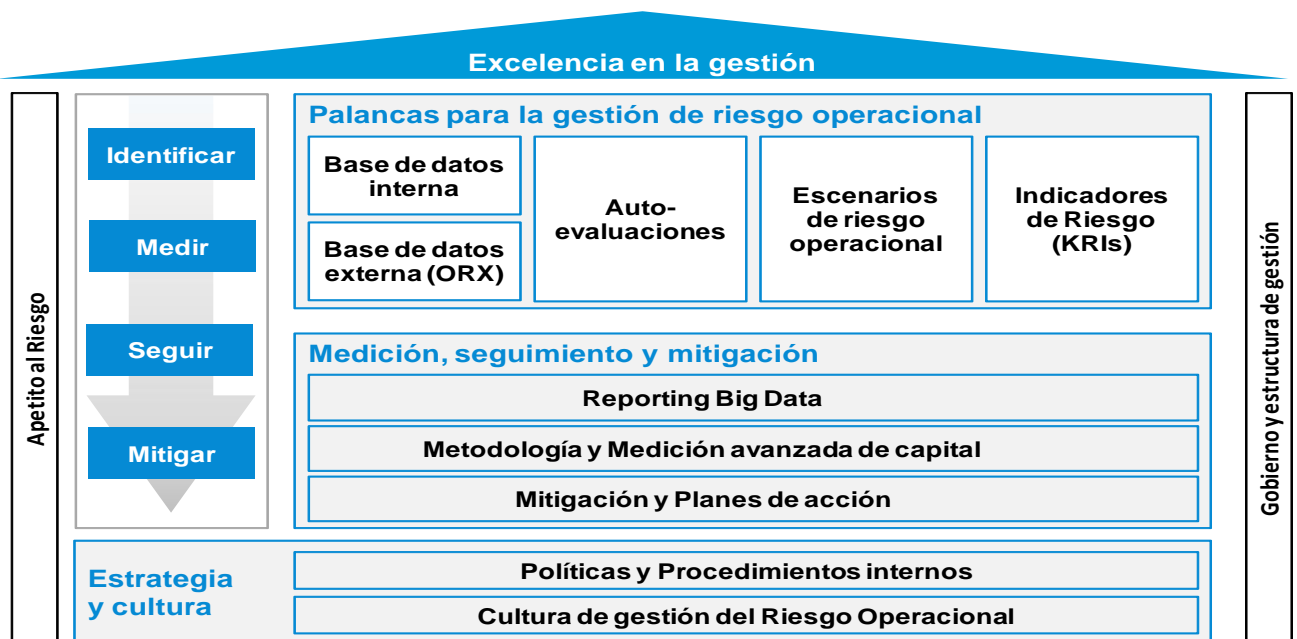 Excelencia en la gestión
Apetito al Riesgo
Identificar
Medir
Seguir
Mitigar
Palancas para la gestión de riesgo operacional
Base de datos
interna
Base de datos
externa (ORX)
Auto-
evaluaciones
Escenarios
de riesgo
operacional
Indicadores
de Riesgo
(KRIs)
Medición, seguimiento y mitigación
Reporting Big Data
Metodología y Medición avanzada de capital
Mitigación y Planes de acción
Estrategia
y cultura
Políticas y Procedimientos internos
Cultura de gestión del Riesgo Operacional
Gobierno y estructura de gestión